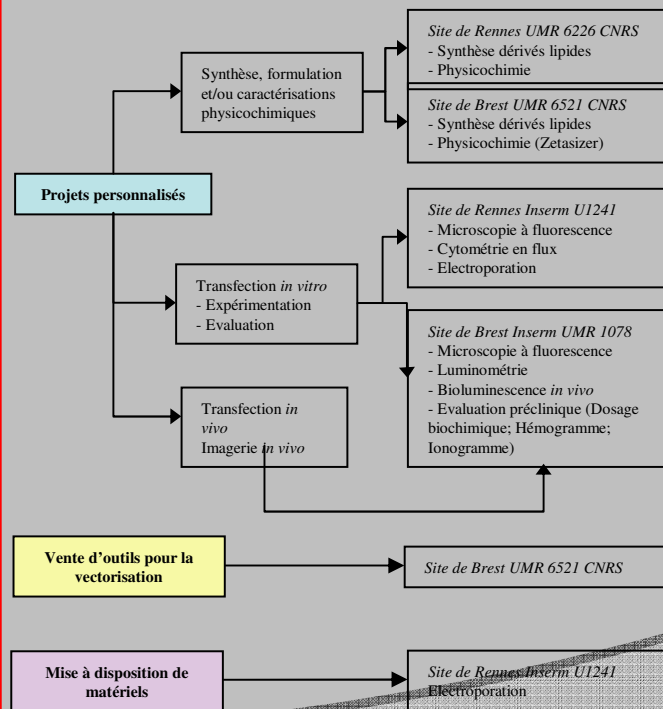 Site de Rennes UMR 6226 CNRS
- Synthèse dérivés lipides
- Physicochimie
Synthèse, formulation
et/ou caractérisations
physicochimiques
Site de Brest UMR 6521 CNRS
- Synthèse dérivés lipides
- Physicochimie (Zetasizer)
Projets personnalisés
Site de Rennes Inserm U1241
- Microscopie à fluorescence
- Cytométrie en flux
- Electroporation
Transfection in vitro
- Expérimentation
- Evaluation
Site de Brest Inserm UMR 1078
- Microscopie à fluorescence
- Luminométrie
- Bioluminescence in vivo
- Evaluation préclinique (Dosage
biochimique; Hémogramme;
Ionogramme)
Transfection in
vivo
Imagerie in vivo
Vente d'outils pour la
vectorisation
Site de Brest UMR 6521 CNRS
Mise à disposition de
matériels
Site de Rennes Inserm U1241
Electroporation